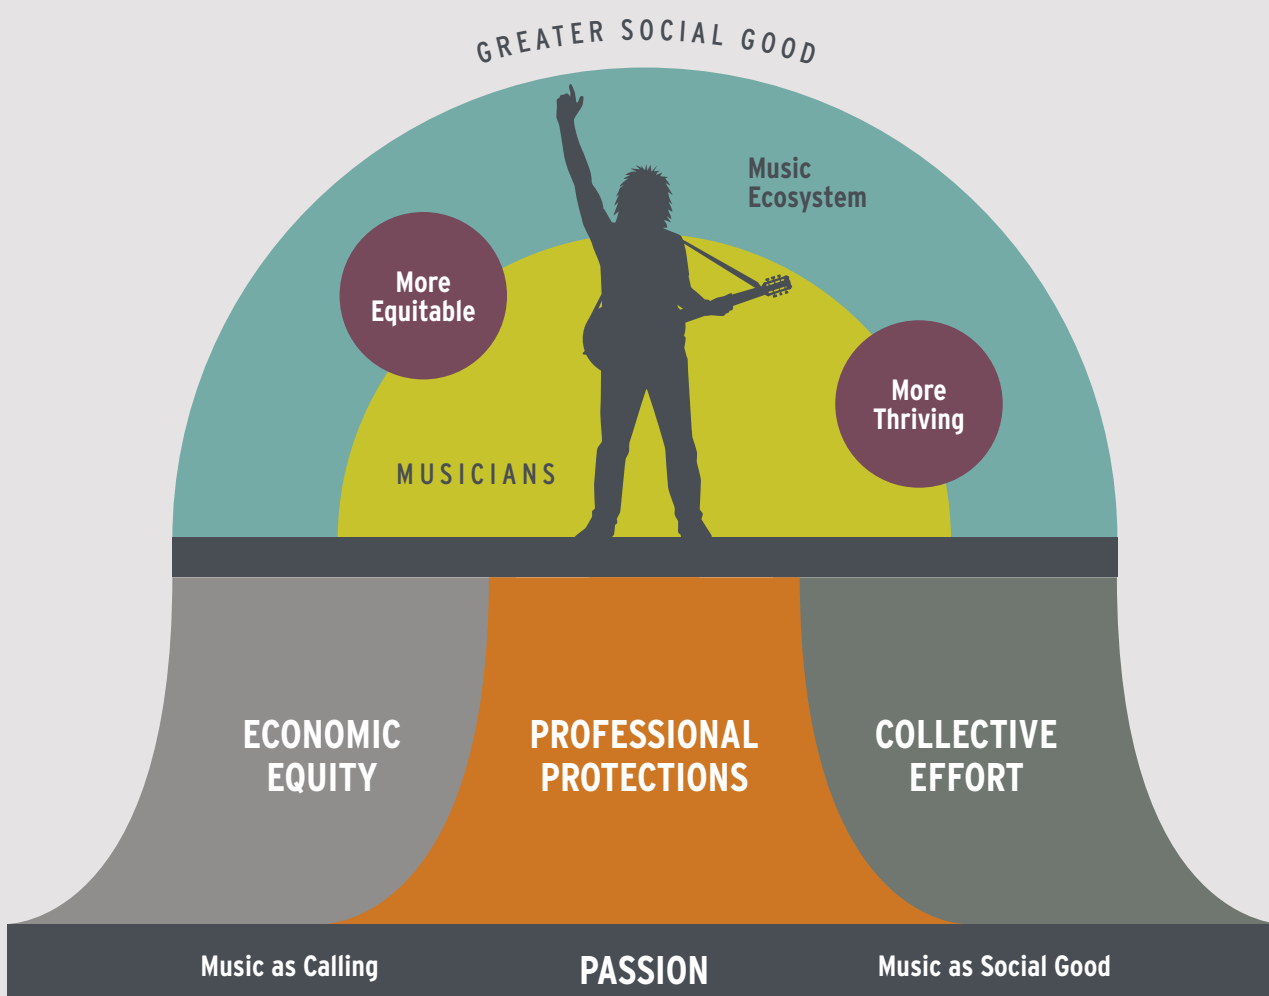 GREATER SOCIAL GOOD
Music
Ecosystem
More
Equitable
More
Thriving
MUSICIANS
ECONOMIC
EQUITY
PROFESSIONAL
PROTECTIONS
COLLECTIVE
EFFORT
Music as Calling
PASSION
Music as Social Good